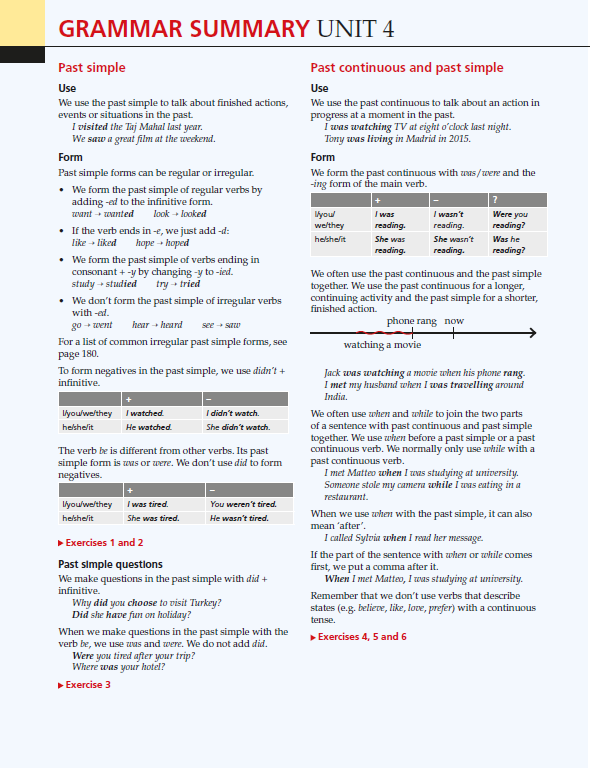 GRAMMAR SUMMARY UNIT 4
Past simple
Use
We use the past simple to talk about finished actions,
events or situations in the past.
I visited the Taj Mahal last year.
We saw a great film at the weekend.
Form
Past simple forms can be regular or irregular.
• We form the past simple of regular verbs by
adding -ed to the infinitive form.
want → wanted look → looked
• If the verb ends in -e, we just add -d:
like → liked hope → hoped
• We form the past simple of verbs ending in
consonant + -y by changing -y to -ied.
study → studied try → tried
• We don't form the past simple of irregular verbs
with -ed.
go → went hear → heard see → saw
For a list of common irregular past simple forms, see
page 180.
To form negatives in the past simple, we use didn't +
infinitive.
+ –
I/you/we/they I watched. I didn't watch.
he/she/it He watched. She didn't watch.
The verb be is different from other verbs. Its past
simple form is was or were. We don't use did to form
negatives.
+ –
I/you/we/they I was tired. You weren't tired.
he/she/it She was tired. He wasn't tired.
▶ Exercises 1 and 2
Past simple questions
We make questions in the past simple with did +
infinitive.
Why did you choose to visit Turkey?
Did she have fun on holiday?
When we make questions in the past simple with the
verb be, we use was and were. We do not add did.
Were you tired after your trip?
Where was your hotel?
▶ Exercise 3
Past continuous and past simple
Use
We use the past continuous to talk about an action in
progress at a moment in the past.
I was watching TV at eight o'clock last night.
Tony was living in Madrid in 2015.
Form
We form the past continuous with was/were and the
-ing form of the main verb.
+ – ?
I/you/ I was I wasn't Were you
we/they reading. reading. reading?
he/she/it She was She wasn't Was he
reading. reading. reading?
We often use the past continuous and the past simple
together. We use the past continuous for a longer,
continuing activity and the past simple for a shorter,
finished action.
phone rang now
watching a movie
Jack was watching a movie when his phone rang.
I met my husband when I was travelling around
India.
We often use when and while to join the two parts
of a sentence with past continuous and past simple
together. We use when before a past simple or a past
continuous verb. We normally only use while with a
past continuous verb.
I met Matteo when I was studying at university.
Someone stole my camera while I was eating in a
restaurant.
When we use when with the past simple, it can also
mean 'after'.
I called Sylvia when I read her message.
If the part of the sentence with when or while comes
first, we put a comma after it.
When I met Matteo, I was studying at university.
Remember that we don't use verbs that describe
states (e.g. believe, like, love, prefer) with a continuous
tense.
▶ Exercises 4, 5 and 6